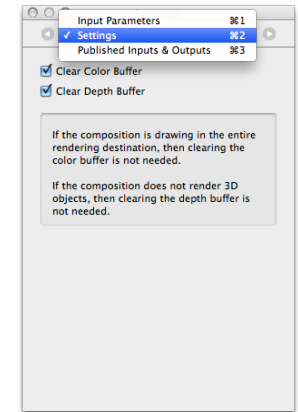 Input Parameters ⌘1
✓ Settings ⌘2
Published Inputs & Outputs ⌘3
Clear Color Buffer
Clear Depth Buffer
If the composition is drawing in the entire
rendering destination, then clearing the
color buffer is not needed.
If the composition does not render 3D
objects, then clearing the depth buffer is
not needed.